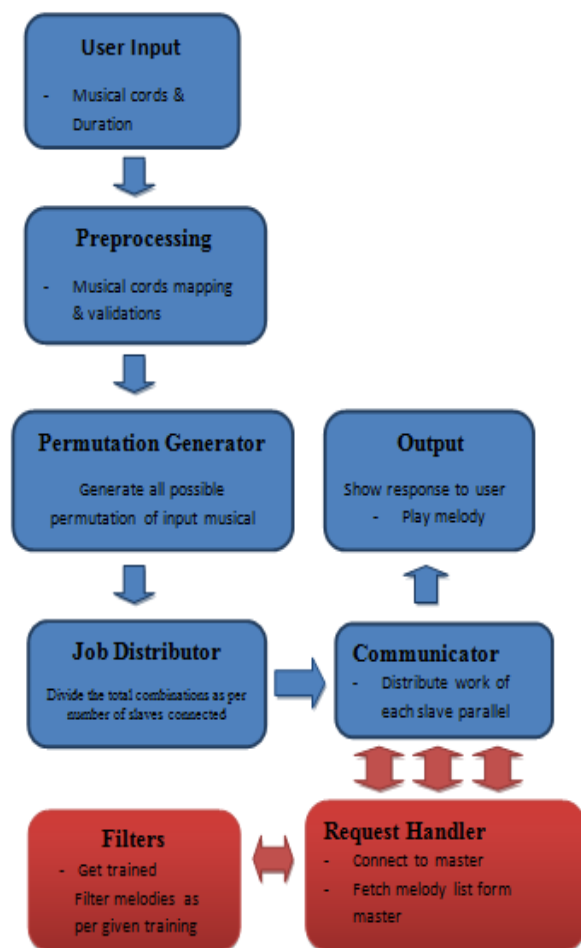 User Input
- Musical cords &
Duration
Preprocessing
- Musical cords mapping
& validations
Permutation Generator
Generate all possible
permutation of input musical
Output
Show response to user
- Play melody
Job Distributor
Divide the total combinations as per
number of slaves connected
Communicator
- Distribute work of
each slave parallel
Filters
- Get trained
Filter melodies as
per given training
Request Handler
- Connect to master
- Fetch melody list form
master